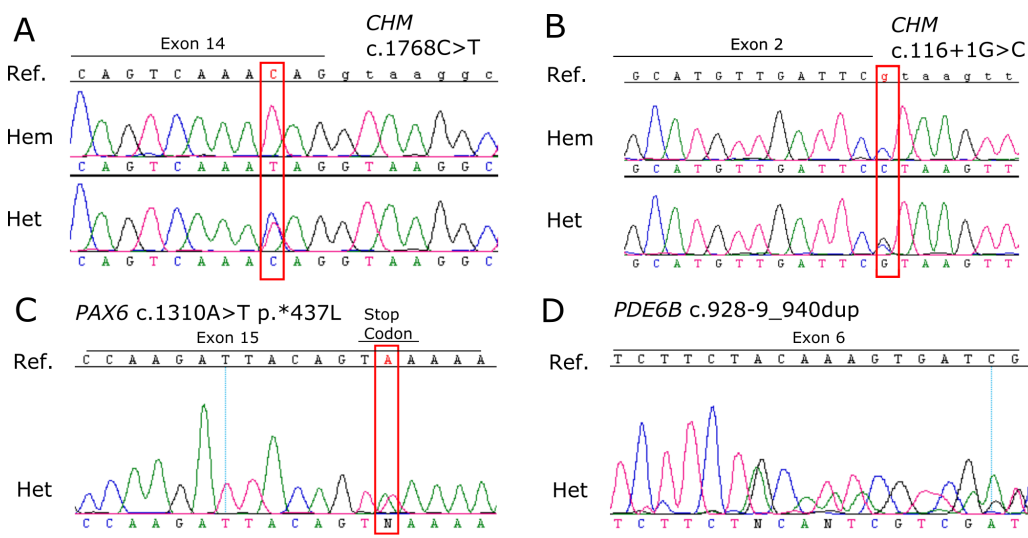 A
CHM
c.1768C>T
Exon 14
Ref.
C A G T C A A A C A G g t a a g g c
Hem
C A G T C A A A T A G G T A A G G C
Het
C A G T C A A A C A G G T A A G G C
B
CHM
c.116+1G>C
Exon 2
Ref.
G C A T G T T G A T T C g t a a g t t
Hem
G C A T G T T G A T T C C T A A G T T
Het
G C A T G T T G A T T C G T A A G T T
C
PAX6 c.1310A>T p.*437L
Stop
Codon
Exon 15
Ref.
C C A A G A T T A C A G T A A A A A
Het
C C A A G A T T A C A G T N A A A A
D
PDE6B c.928-9_940dup
Exon 6
Ref.
T C T T C T A C A A A G T G A T C G
Het
T C T T C T N C A N T C G T C G A T